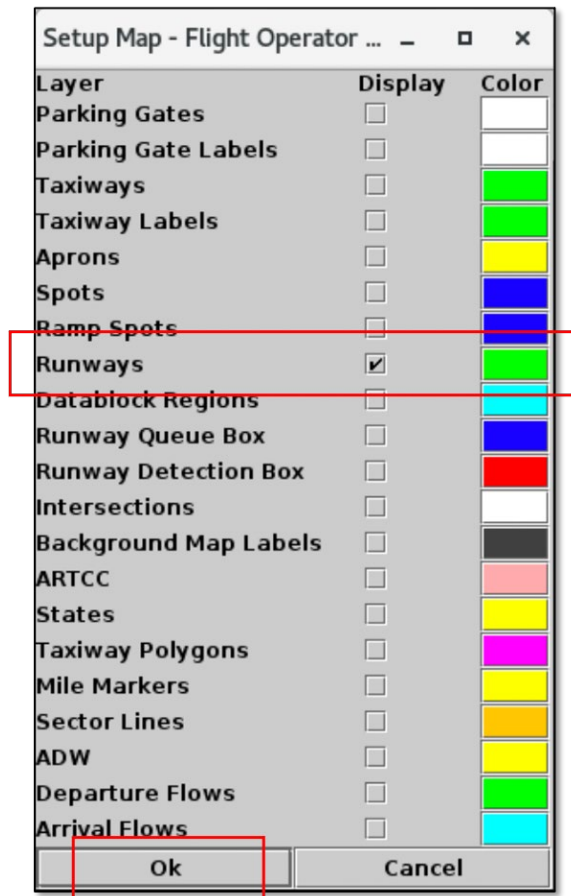 Setup Map - Flight Operator ...
Layer Display Color
Parking Gates
Parking Gate Labels
Taxiways
Taxiway Labels
Aprons
Spots
Ramp Spots
Runways
Datablock Regions
Runway Queue Box
Runway Detection Box
Intersections
Background Map Labels
ARTCC
States
Taxiway Polygons
Mile Markers
Sector Lines
ADW
Departure Flows
Arrival Flows
Ok Cancel